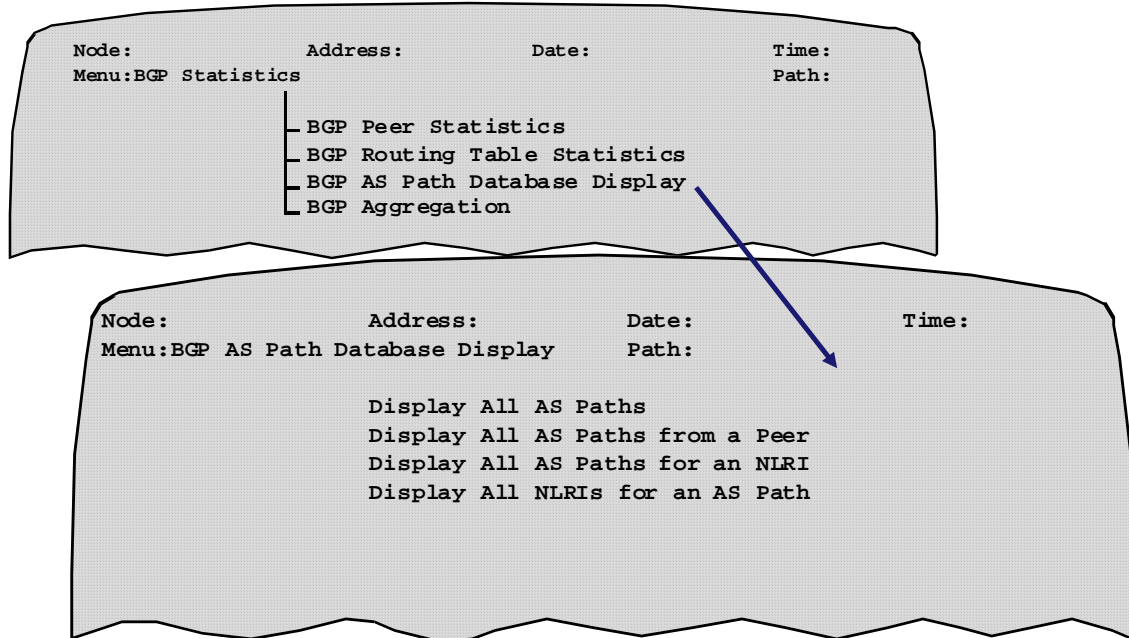 Node: Address: Date: Time:
Menu:BGP Statistics Path:
BGP Peer Statistics
BGP Routing Table Statistics
BGP AS Path Database Display
BGP Aggregation
Node: Address: Date: Time:
Menu:BGP AS Path Database Display Path:
Display All AS Paths
Display All AS Paths from a Peer
Display All AS Paths for an NLRI
Display All NLRIs for an AS Path